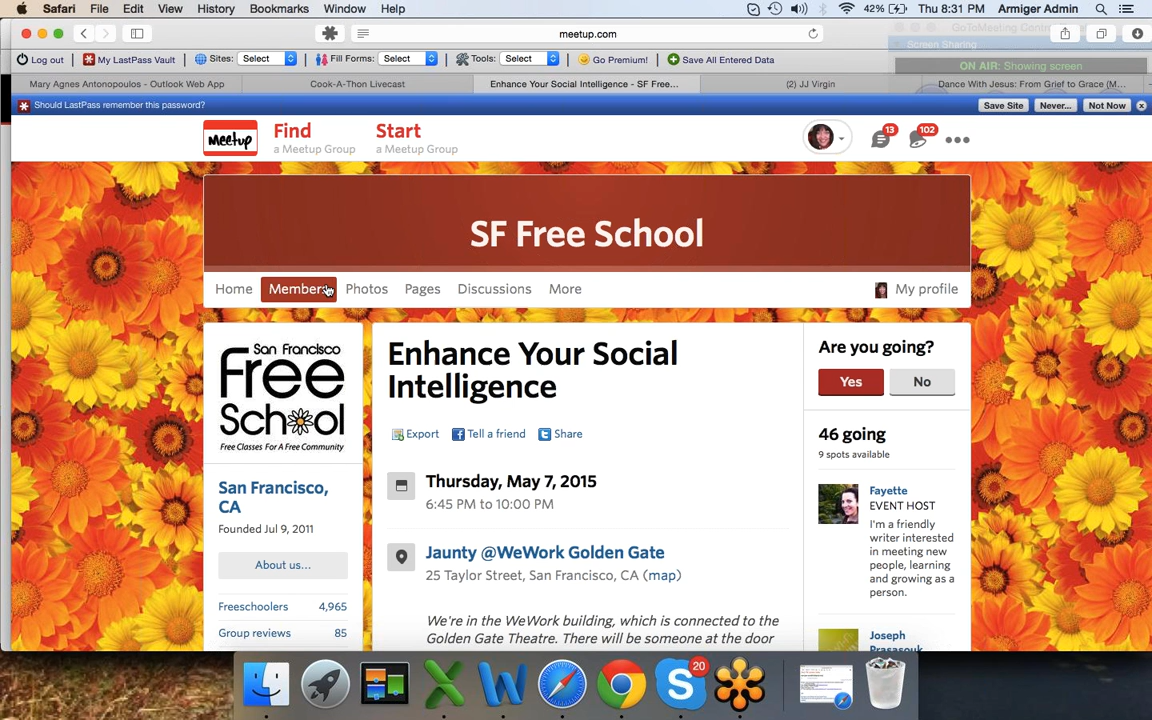 Safari File Edit View History Bookmarks Window Help 42% Thu 8:31 PM Armiger Admin
meetup.com
GoToMeeting Contro
Screen Sharing
Log out My LastPass Vault Sites: Select Fill Forms: Select Tools: Select Go Premium! Save All Entered Data
ON AIR: Showing screen
Mary Agnes Antonopoulos - Outlook Web App Cook-A-Thon Livecast Enhance Your Social Intelligence - SF Free... (2) JJ Virgin Dance With Jesus: From Grief to Grace {M...
Should LastPass remember this password? Save Site Never... Not Now
Meetup
Find
a Meetup Group
Start
a Meetup Group
13 102
SF Free School
Home Members Photos Pages Discussions More My profile
San Francisco
Free
School
Free Classes For A Free Community
San Francisco,
CA
Founded Jul 9, 2011
About us...
Freeschoolers 4,965
Group reviews 85
Enhance Your Social
Intelligence
Export Tell a friend Share
Thursday, May 7, 2015
6:45 PM to 10:00 PM
Jaunty @WeWork Golden Gate
25 Taylor Street, San Francisco, CA (map)
We're in the WeWork building, which is connected to the
Golden Gate Theatre. There will be someone at the door
Are you going?
Yes No
46 going
9 spots available
Fayette
EVENT HOST
I'm a friendly
writer interested
in meeting new
people, learning
and growing as a
person.
Joseph
Prasasouk
20